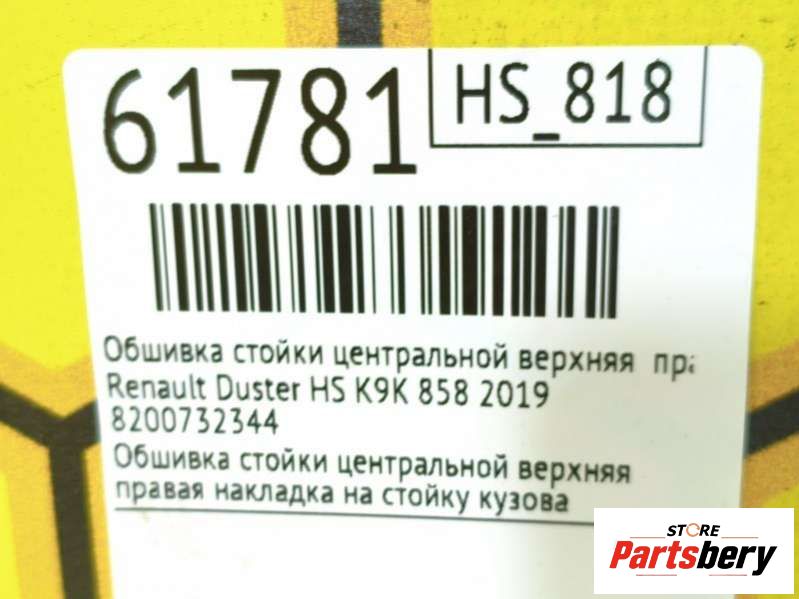 61781
HS_818
Обшивка стойки центральной верхняя пра
Renault Duster HS K9K 858 2019
8200732344
Обшивка стойки центральной верхняя
правая накладка на стойку кузова
STORE
Partsbery